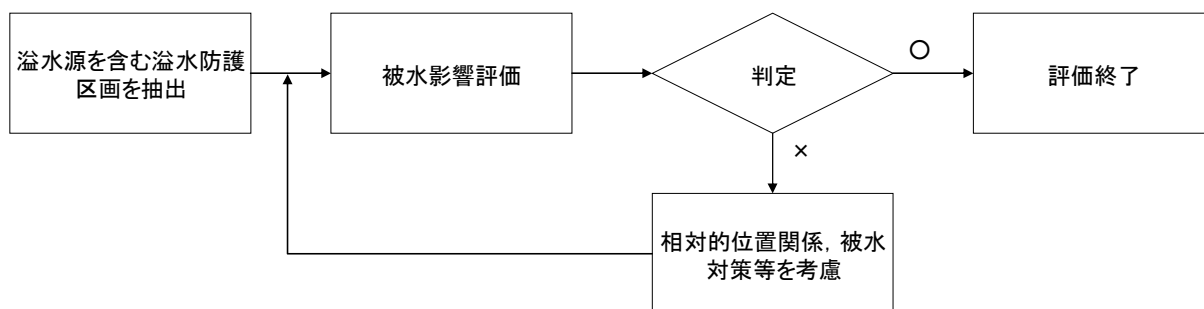 溢水源を含む溢水防護
区画を抽出
被水影響評価
判定
○
評価終了
×
相対的位置関係，被水
対策等を考慮